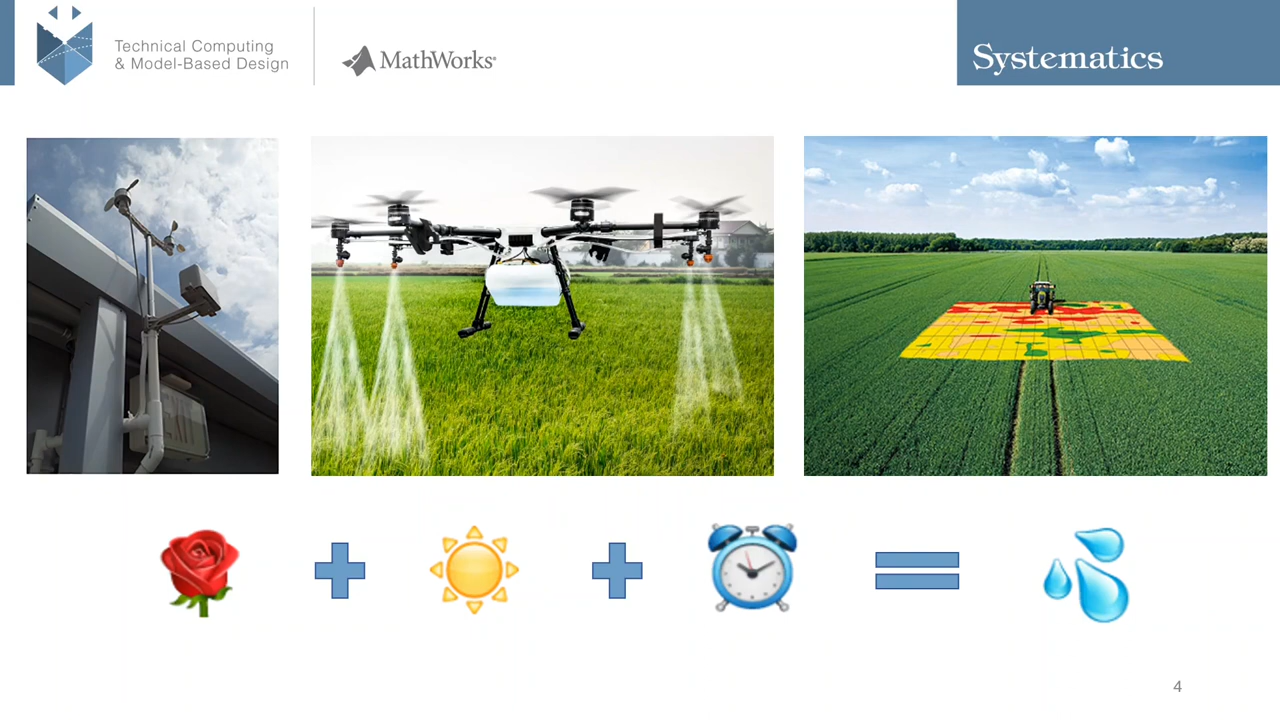 Technical Computing
& Model-Based Design
MathWorks®
Systematics
4